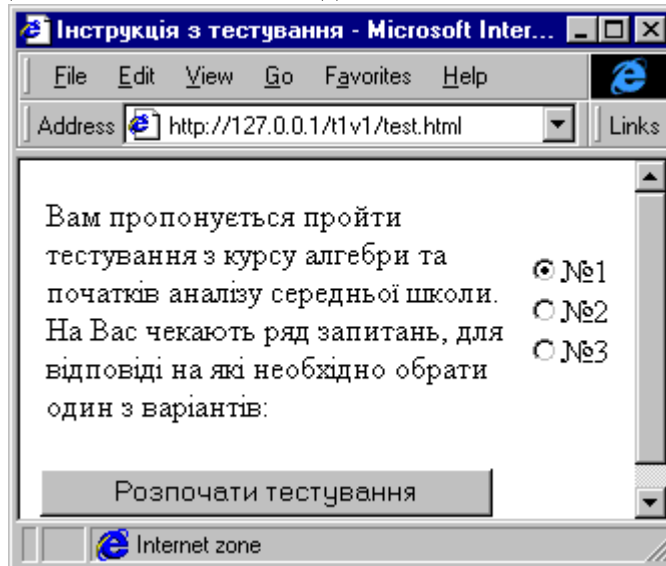 Інструкція з тестування - Microsoft Inter...
File Edit View Go Favorites Help
Address http://127.0.0.1/t1v1/test.html Links
Вам пропонується пройти
тестування з курсу алгебри та
початків аналізу середньої школи.
На Вас чекають ряд запитань, для
відповіді на які необхідно обрати
один з варіантів:
№1
№2
№3
Розпочати тестування
Internet zone